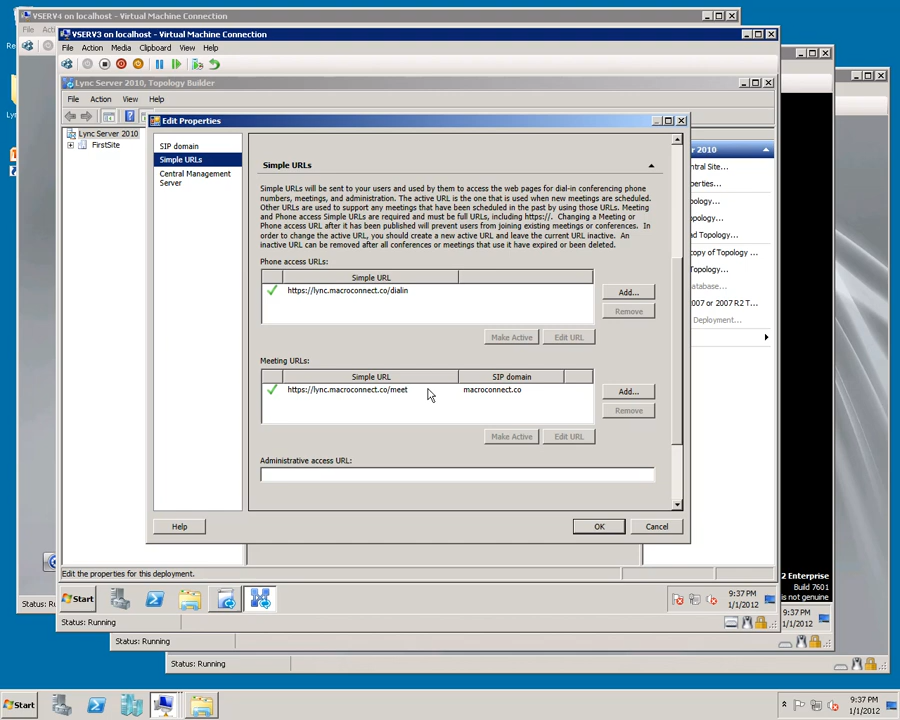 VSERV4 on localhost - Virtual Machine Connection
File
VSERV3 on localhost - Virtual Machine Connection
File Action Media Clipboard View Help
Lync Server 2010, Topology Builder
File Action View Help
Lync Server 2010
FirstSite
Edit Properties
SIP domain
Simple URLs
Central Management
Server
Simple URLs
Simple URLs will be sent to your users and used by them to access the web pages for dial-in conferencing phone
numbers, meetings, and administration. The active URL is the one that is used when new meetings are scheduled.
Other URLs are used to support any meetings that have been scheduled in the past by using those URLs. Meeting
and Phone access Simple URLs are required and must be full URLs, including https://. Changing a Meeting or
Phone access URL after it has been published will prevent users from joining existing meetings or conferences. In
order to change the active URL, you should create a new active URL and leave the current URL inactive. An
inactive URL can be removed after all conferences or meetings that use it have expired or been deleted.
Phone access URLs:
Simple URL
https://lync.macroconnect.co/dialin
Add...
Remove
Make Active Edit URL
Meeting URLs:
Simple URL SIP domain
https://lync.macroconnect.co/meet macroconnect.co
Add...
Remove
Make Active Edit URL
Administrative access URL:
Help OK Cancel
2010
tral Site...
perties...
ology...
pology...
ad Topology...
copy of Topology ...
Topology...
atabase...
2007 or 2007 R2 T...
Deployment...
Edit the properties for this deployment.
Start
9:37 PM
1/1/2012
Status: Running
2 Enterprise
Build 7601
is not genuine
9:37 PM
1/1/2012
Status: Ru
Status: Running
Status: Running
Start
9:37 PM
1/1/2012